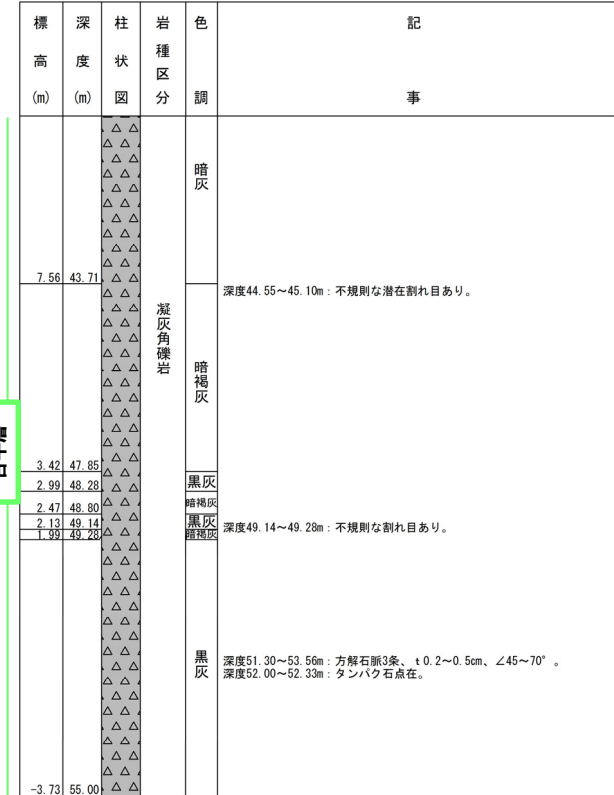 標高(m)
深度(m)
柱状図
岩種区分
色調
記事
暗灰
7.56 43.71
深度44.55～45.10m：不規則な潜在割れ目あり。
凝灰角礫岩
暗褐灰
3.42 47.85
黒灰
2.99 48.28
暗褐灰
2.47 48.80
黒灰
2.13 49.14
深度49.14～49.28m：不規則な割れ目あり。
暗褐灰
1.99 49.28
黒灰
深度51.30～53.56m：方解石脈3条、ｔ0.2～0.5cm、∠45～70°。
深度52.00～52.33m：タンパク石点在。
-3.73 55.00